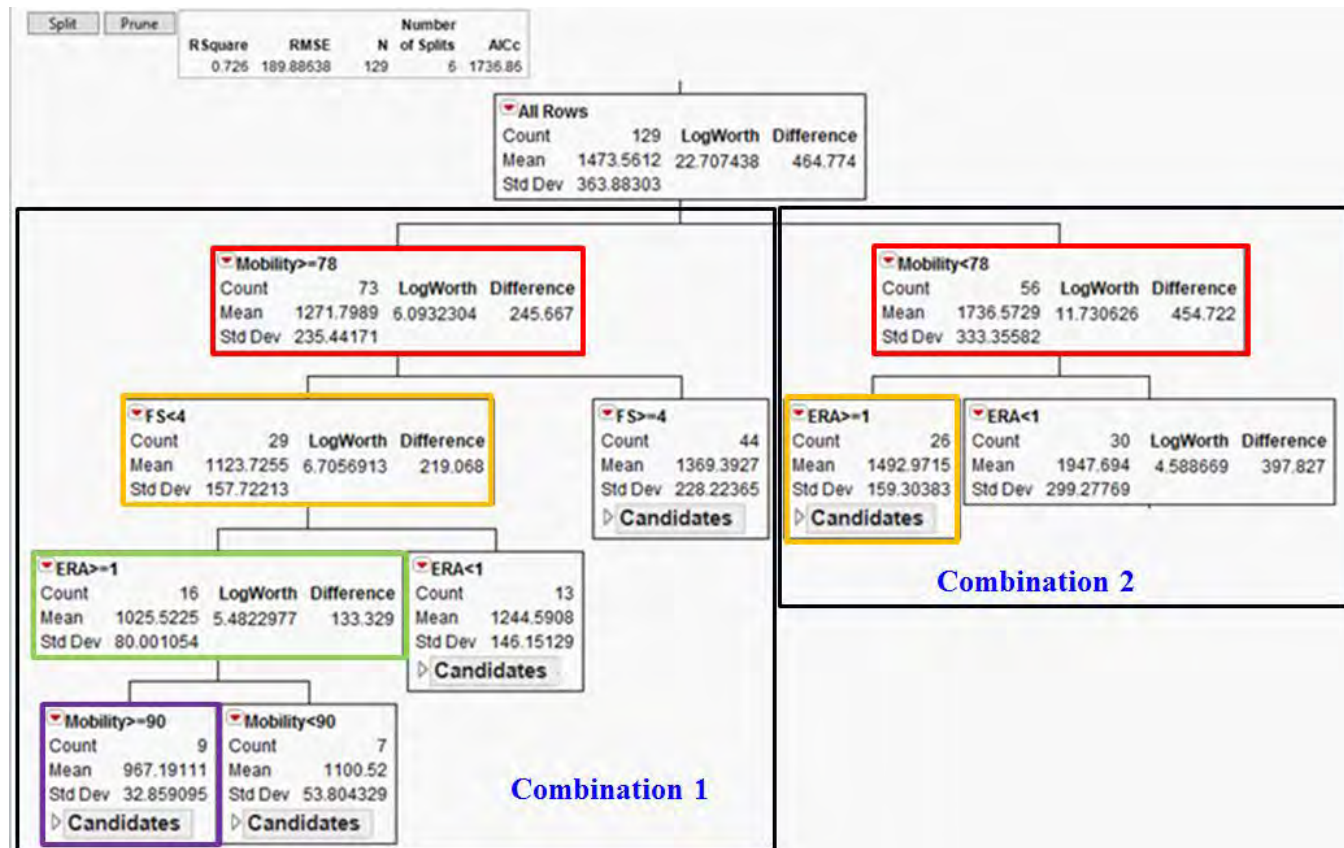 Split Prune
Number
RSquare RMSE N of Splits AICc
0.726 189.88638 129 6 1736.86
All Rows
Count 129 LogWorth Difference
Mean 1473.5612 22.707438 464.774
Std Dev 363.88303
Mobility>=78
Count 73 LogWorth Difference
Mean 1271.7989 6.0932304 245.667
Std Dev 235.44171
Mobility<78
Count 56 LogWorth Difference
Mean 1736.5729 11.730626 454.722
Std Dev 333.35582
FS<4
Count 29 LogWorth Difference
Mean 1123.7255 6.7056913 219.068
Std Dev 157.72213
FS>=4
Count 44
Mean 1369.3927
Std Dev 228.22365
Candidates
ERA>=1
Count 26
Mean 1492.9715
Std Dev 159.30383
Candidates
ERA<1
Count 30 LogWorth Difference
Mean 1947.694 4.588669 397.827
Std Dev 299.27769
ERA>=1
Count 16 LogWorth Difference
Mean 1025.5225 5.4822977 133.329
Std Dev 80.001054
ERA<1
Count 13
Mean 1244.5908
Std Dev 146.15129
Candidates
Combination 2
Mobility>=90
Count 9
Mean 967.19111
Std Dev 32.859095
Candidates
Mobility<90
Count 7
Mean 1100.52
Std Dev 53.804329
Candidates
Combination 1